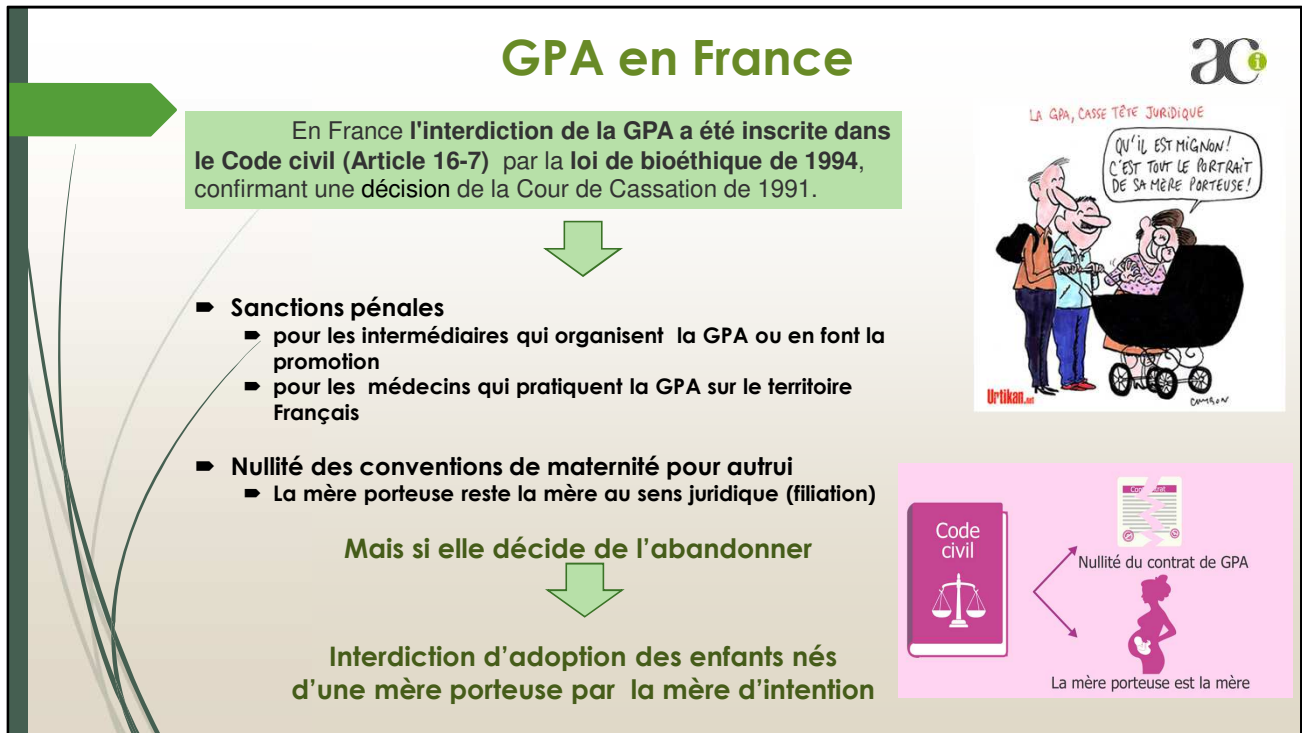 GPA en France
aci
En France l'interdiction de la GPA a été inscrite dans
le Code civil (Article 16-7) par la loi de bioéthique de 1994,
confirmant une décision de la Cour de Cassation de 1991.
Sanctions pénales
pour les intermédiaires qui organisent la GPA ou en font la
promotion
pour les médecins qui pratiquent la GPA sur le territoire
Français
Nullité des conventions de maternité pour autrui
La mère porteuse reste la mère au sens juridique (filiation)
Mais si elle décide de l'abandonner
Interdiction d'adoption des enfants nés
d'une mère porteuse par la mère d'intention
LA GPA, CASSE TÊTE JURIDIQUE
QU'IL EST MIGNON!
C'EST TOUT LE PORTRAIT
DE SA MÈRE PORTEUSE!
Urtikan.net
Code
civil
Nullité du contrat de GPA
La mère porteuse est la mère